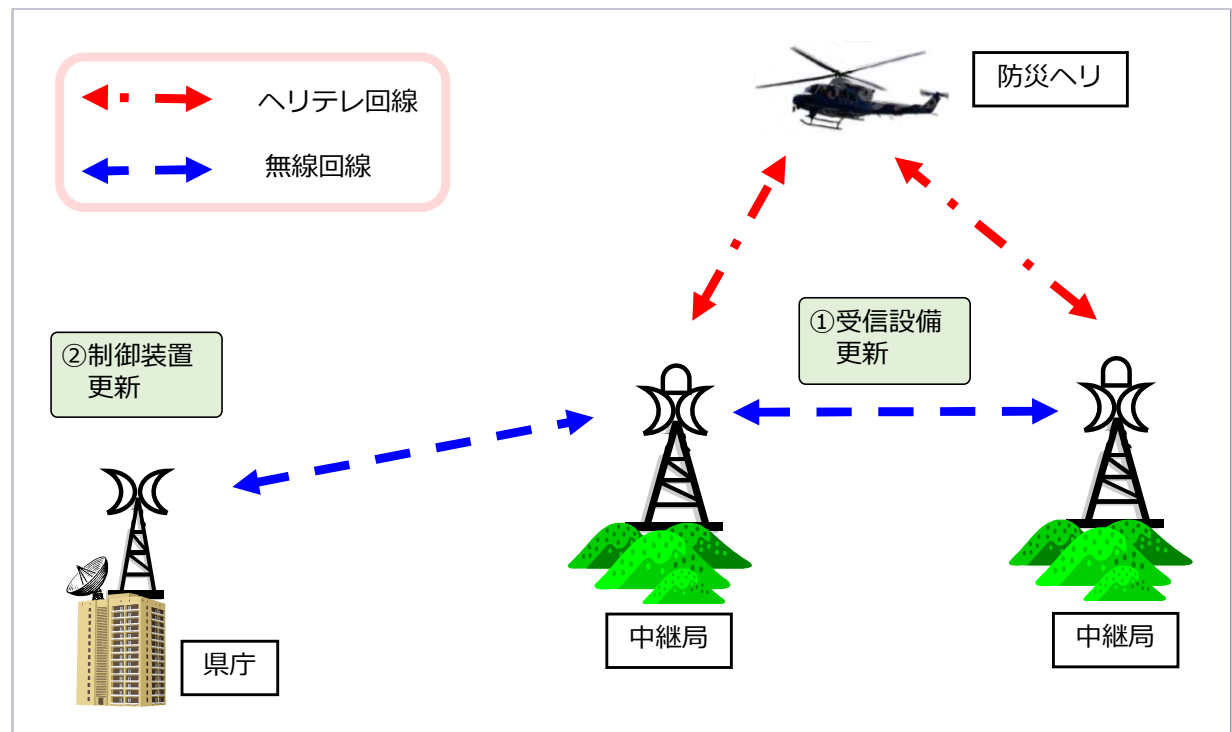 防災ヘリ
ヘリテレ回線
無線回線
①受信設備
更新
②制御装置
更新
中継局
中継局
県庁